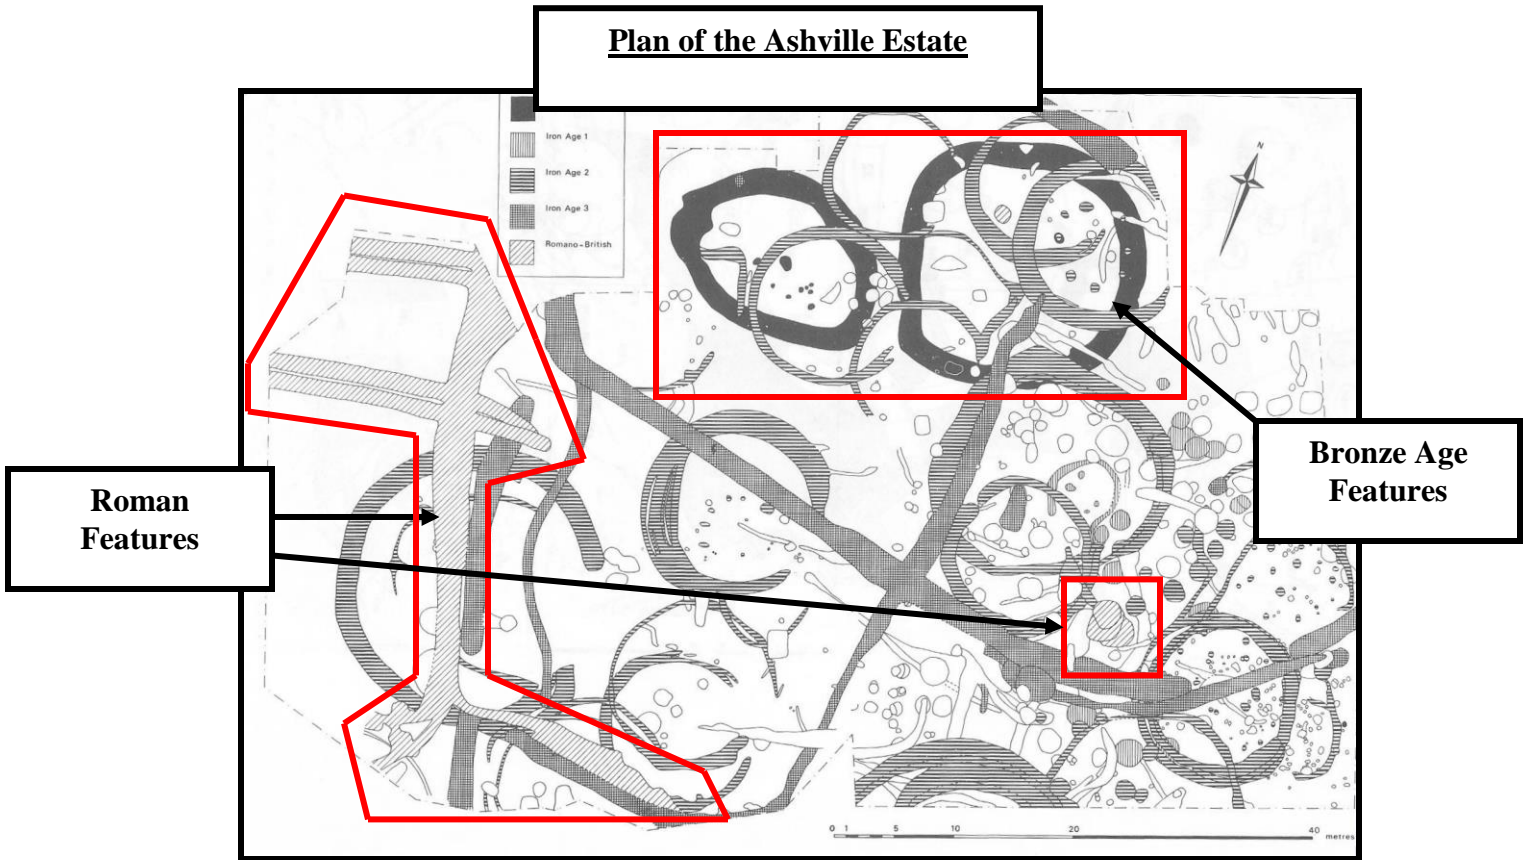 Plan of the Ashville Estate
Iron Age 1
Iron Age 2
Iron Age 3
Romano-British
N
Bronze Age
Features
Roman
Features
0 1 5 10 20 40 metres